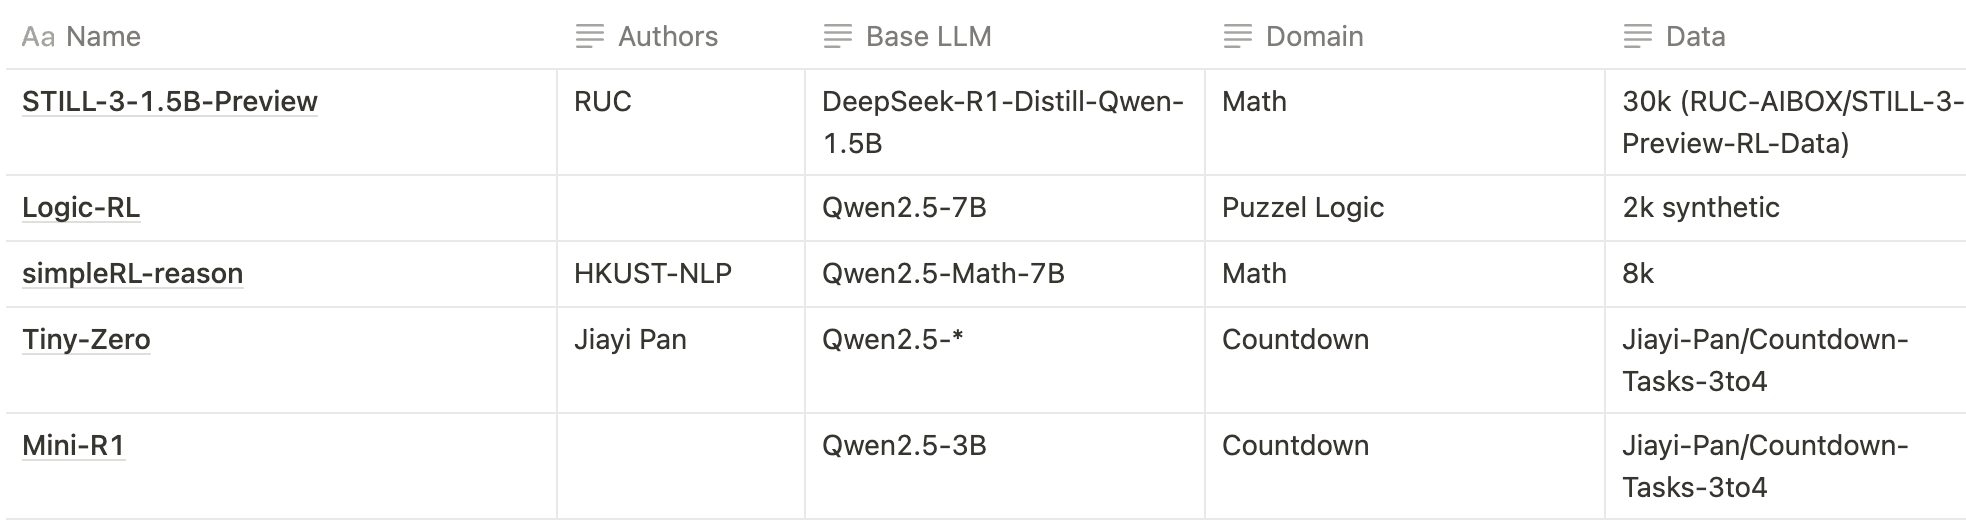 Aa Name Authors Base LLM Domain Data
STILL-3-1.5B-Preview RUC DeepSeek-R1-Distill-Qwen- Math 30k (RUC-AIBOX/STILL-3-
1.5B Preview-RL-Data)
Logic-RL Qwen2.5-7B Puzzel Logic 2k synthetic
simpleRL-reason HKUST-NLP Qwen2.5-Math-7B Math 8k
Tiny-Zero Jiayi Pan Qwen2.5-* Countdown Jiayi-Pan/Countdown-
Tasks-3to4
Mini-R1 Qwen2.5-3B Countdown Jiayi-Pan/Countdown-
Tasks-3to4